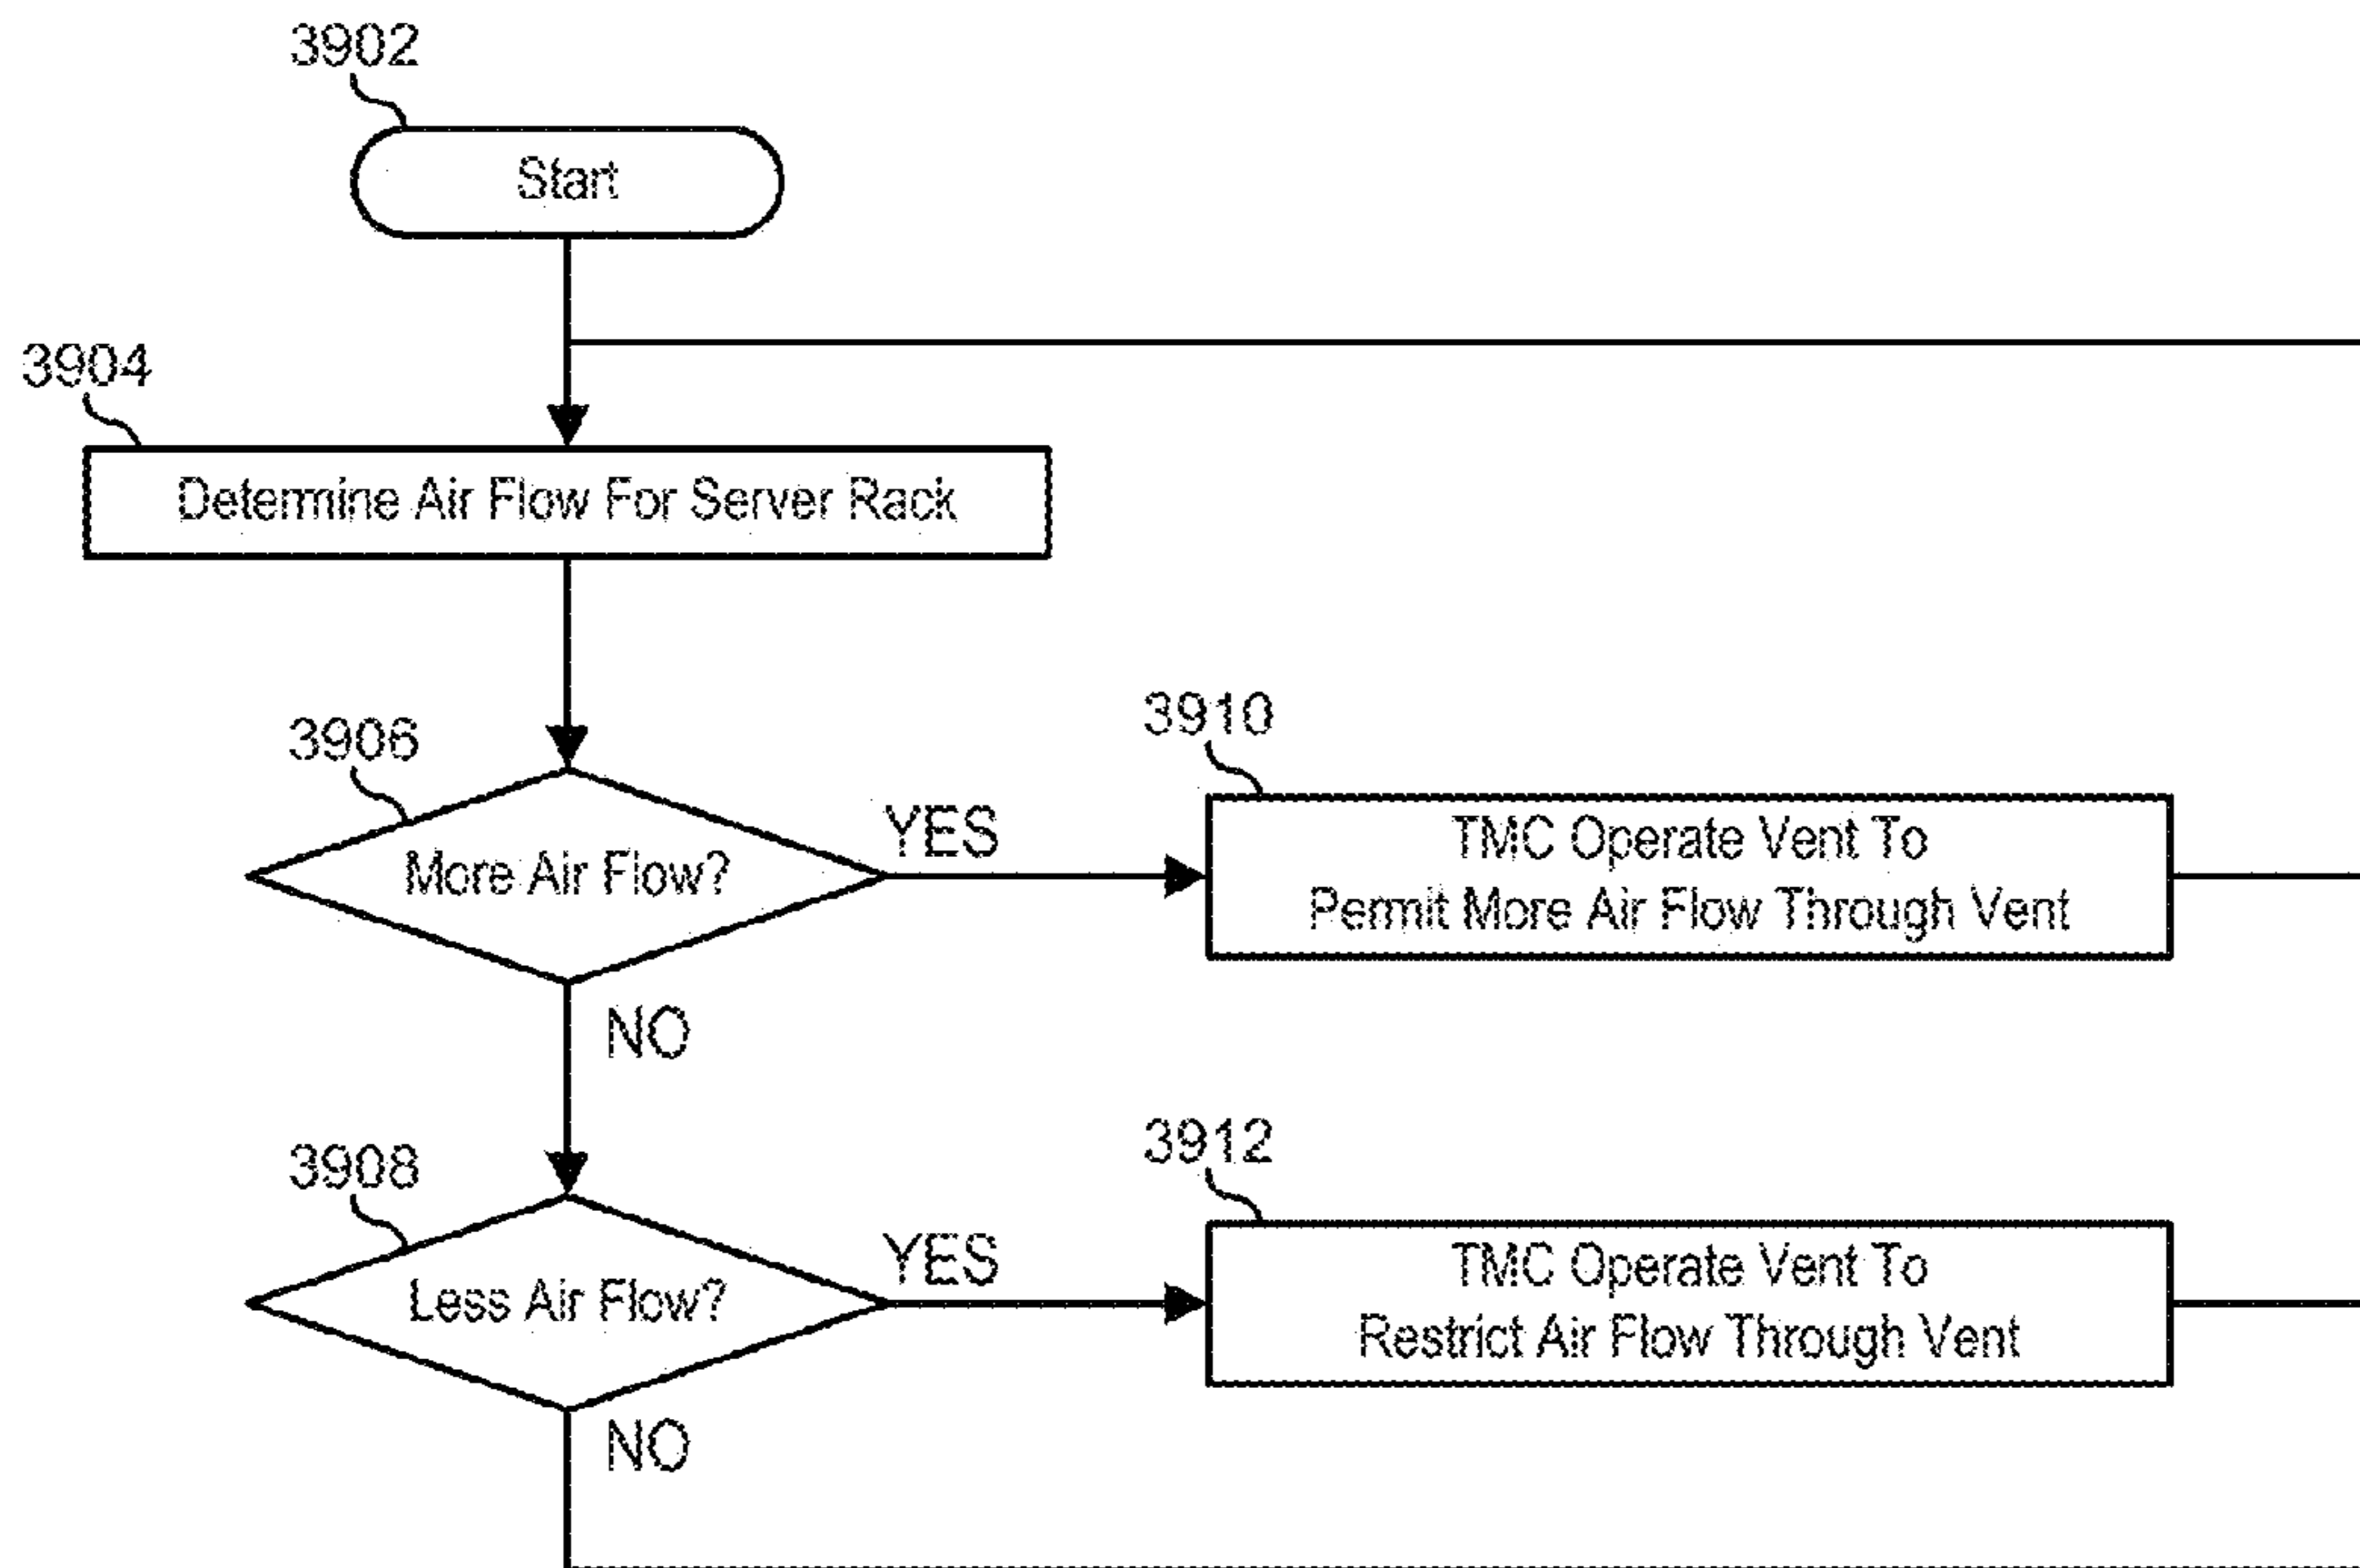 3902
Start
3904
Determine Air Flow For Server Rack
3906
More Air Flow?
YES
3910
TMC Operate Vent To
Permit More Air Flow Through Vent
NO
3908
Less Air Flow?
YES
3912
TMC Operate Vent To
Restrict Air Flow Through Vent
NO